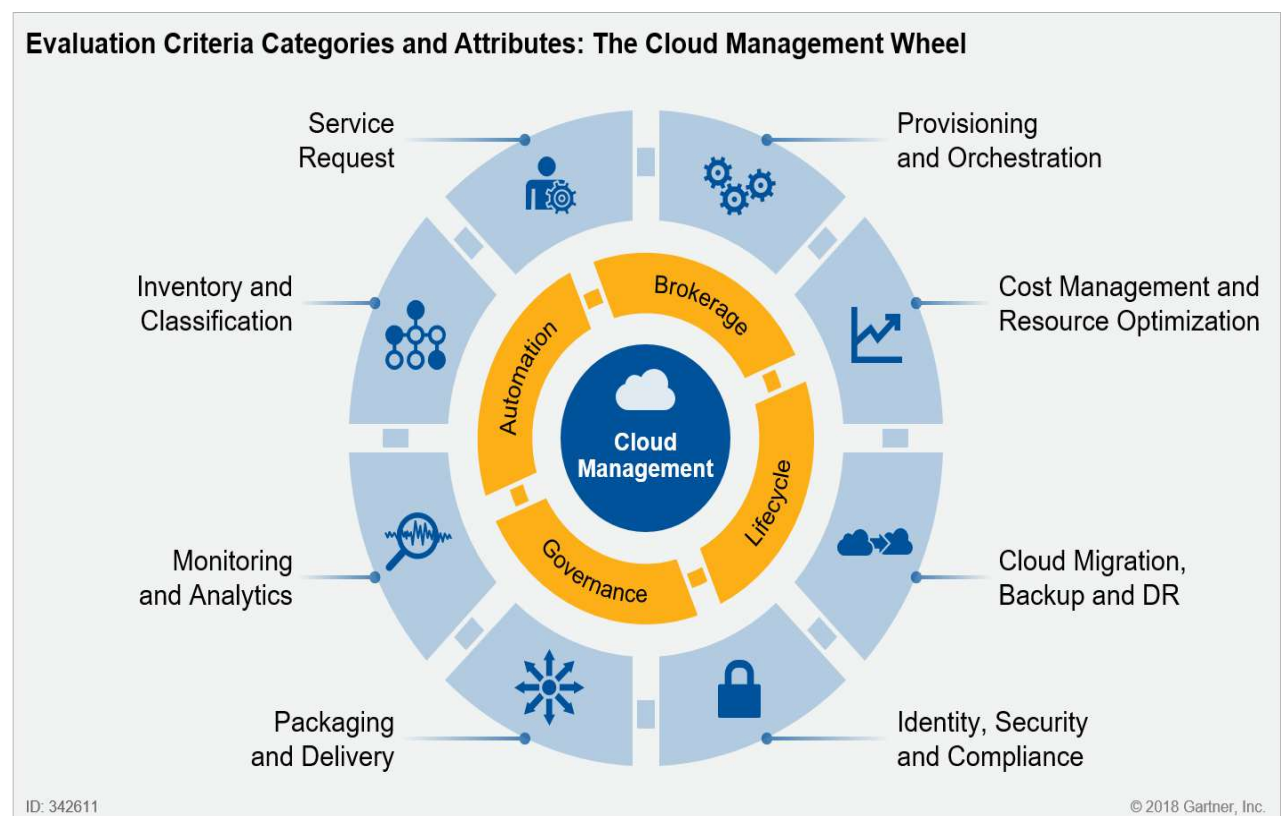 Evaluation Criteria Categories and Attributes: The Cloud Management Wheel
Service
Request
Provisioning
and Orchestration
Inventory and
Classification
Cost Management and
Resource Optimization
Brokerage
Automation
Cloud
Management
Lifecycle
Governance
Monitoring
and Analytics
Cloud Migration,
Backup and DR
Packaging
and Delivery
Identity, Security
and Compliance
ID: 342611
© 2018 Gartner, Inc.